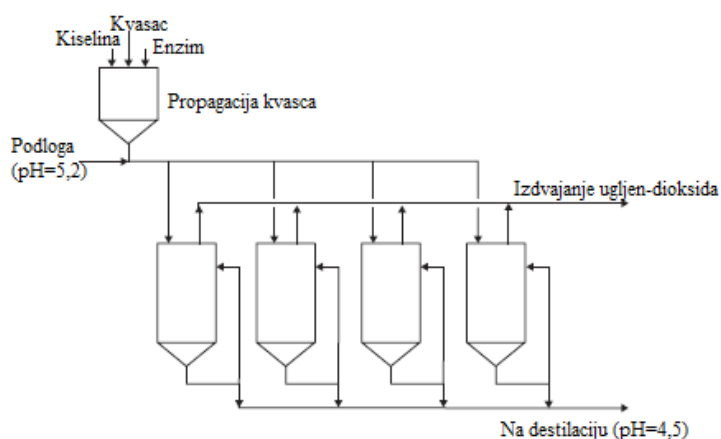 Kvasac
Kiselina
Enzim
Propagacija kvasca
Podloga
(pH=5,2)
Izdvajanje ugljen-dioksida
Na destilaciju (pH=4,5)